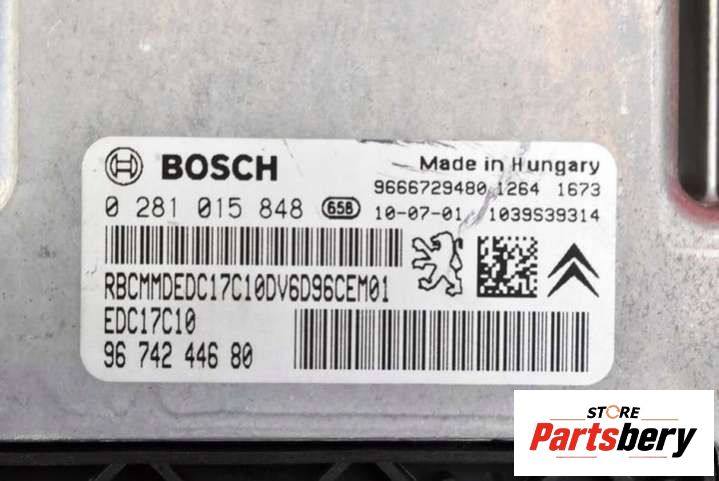 BOSCH
Made in Hungary
9666729480 1264 1673
0 281 015 848 65B 10-07-01 1039S39314
RBCMMDEDC17C10DV6D96CEM01
EDC17C10
96 742 446 80
STORE
Partsbery